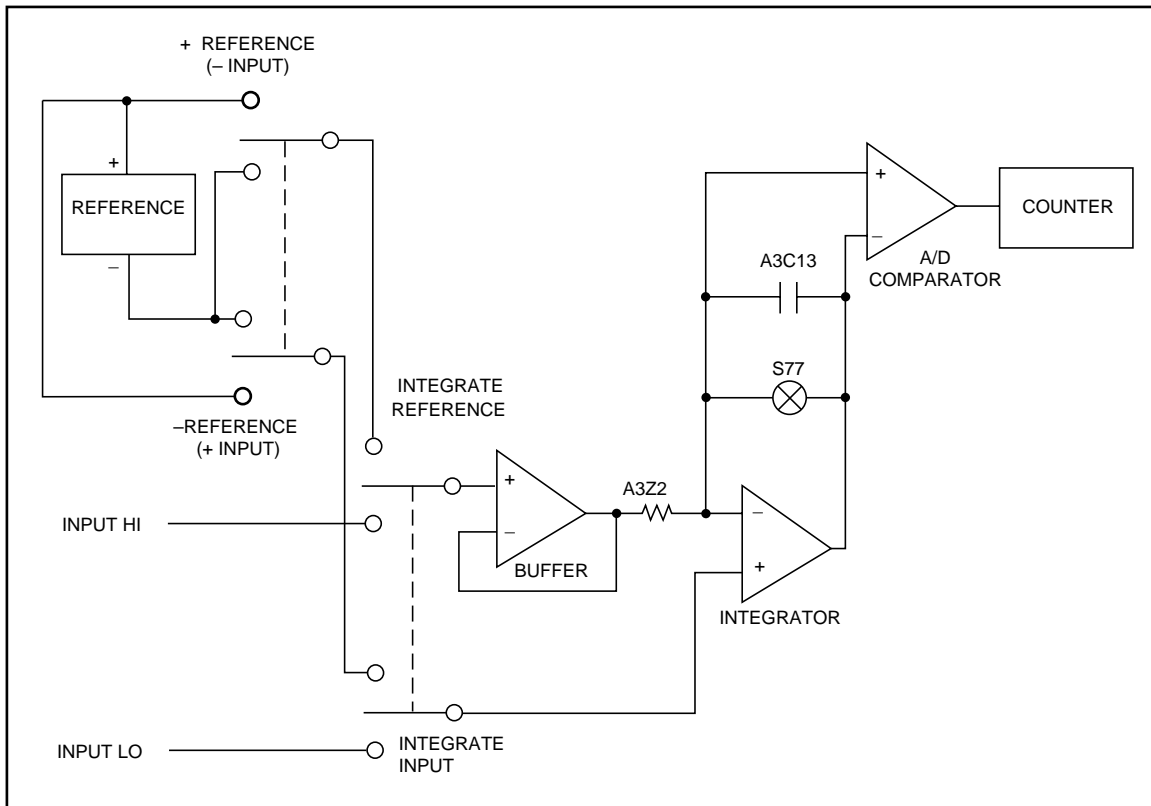 + REFERENCE
(– INPUT)
+
REFERENCE
–
–REFERENCE
(+ INPUT)
INTEGRATE
REFERENCE
INPUT HI
INPUT LO
INTEGRATE
INPUT
+
–
BUFFER
A3Z2
–
+
INTEGRATOR
A3C13
S77
+
–
A/D
COMPARATOR
COUNTER